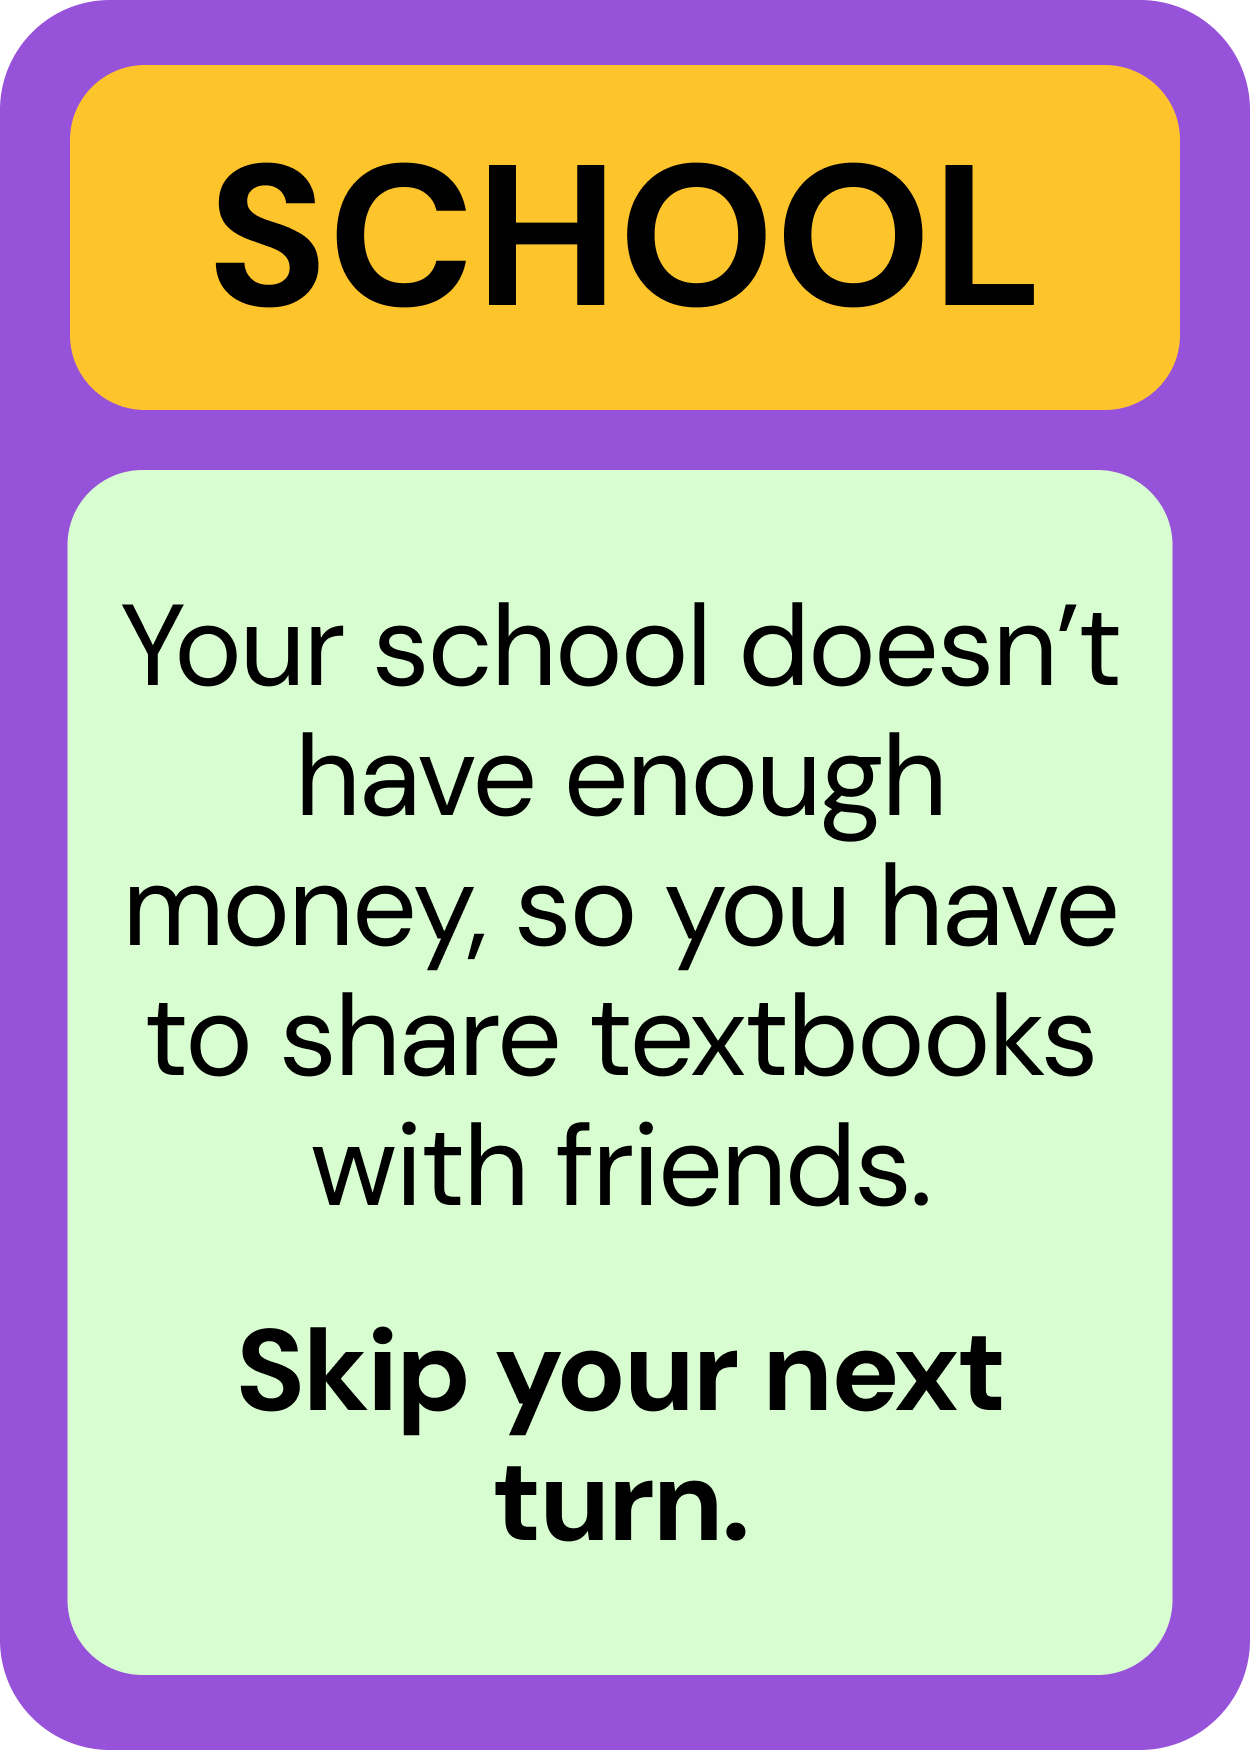 SCHOOL
Your school doesn’t
have enough
money, so you have
to share textbooks
with friends.
Skip your next
turn.